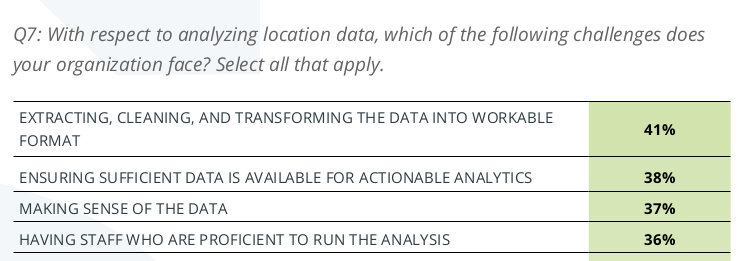 Q7: With respect to analyzing location data, which of the following challenges does
your organization face? Select all that apply.
EXTRACTING, CLEANING, AND TRANSFORMING THE DATA INTO WORKABLE
FORMAT
41%
ENSURING SUFFICIENT DATA IS AVAILABLE FOR ACTIONABLE ANALYTICS 38%
MAKING SENSE OF THE DATA 37%
HAVING STAFF WHO ARE PROFICIENT TO RUN THE ANALYSIS 36%